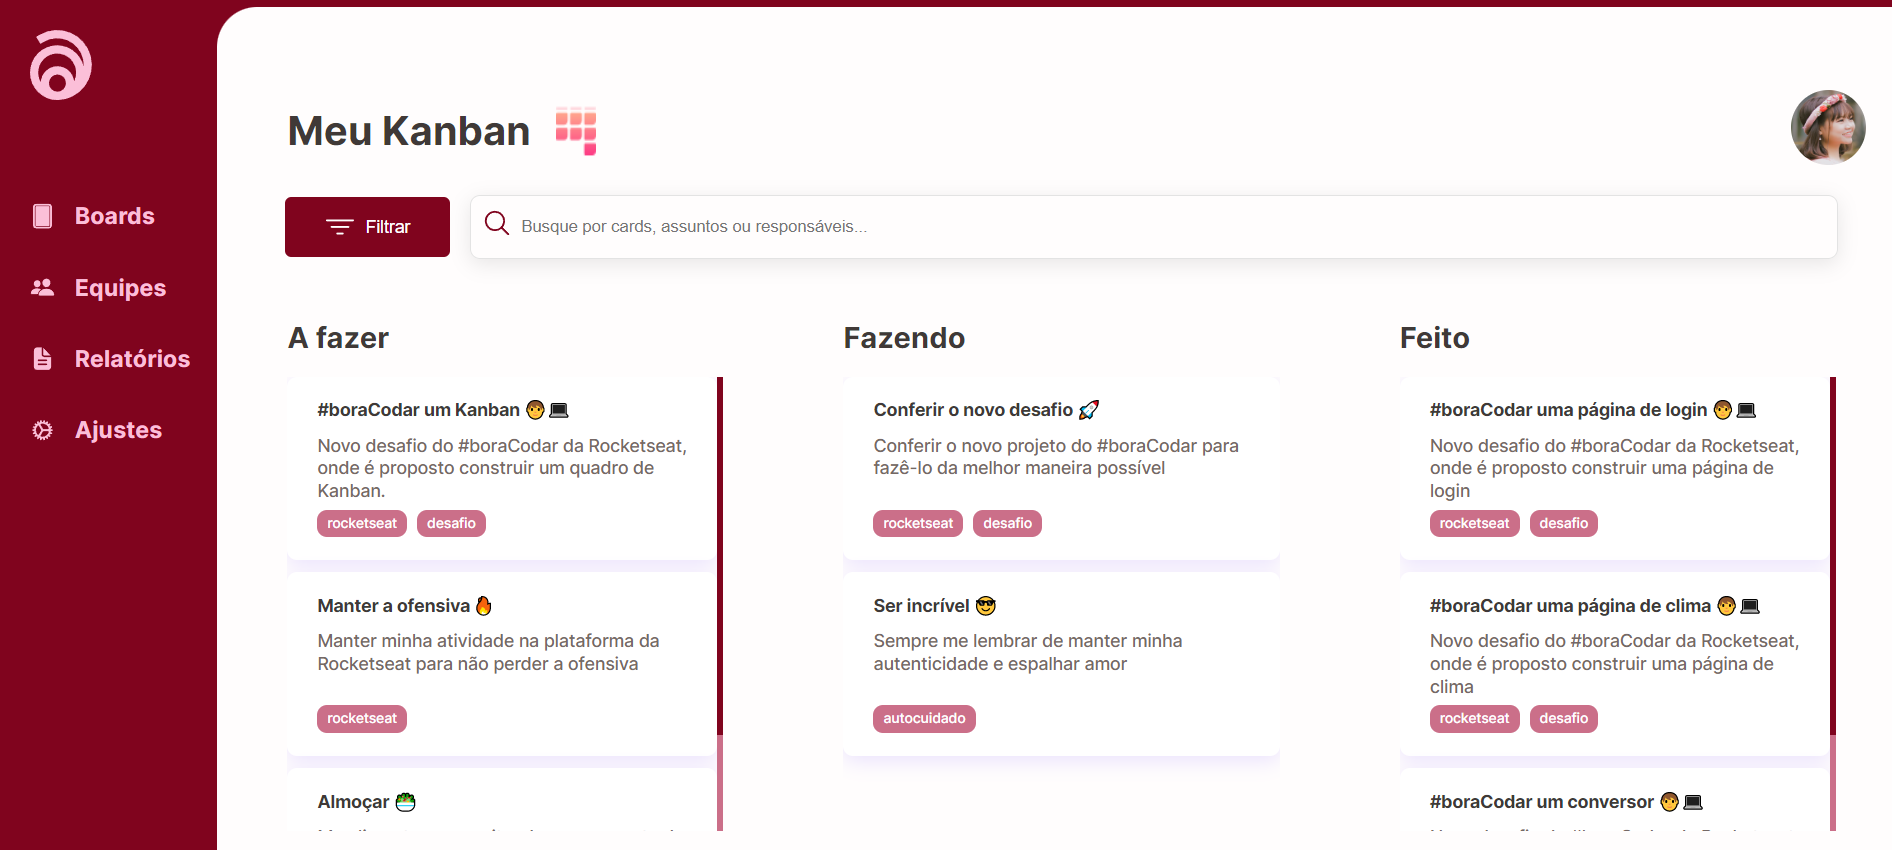 Meu Kanban
Boards
Equipes
Relatórios
Ajustes
Filtrar
Busque por cards, assuntos ou responsáveis...
A fazer
#boraCodar um Kanban 🧑‍💻
Novo desafio do #boraCodar da Rocketseat,
onde é proposto construir um quadro de
Kanban.
rocketseat desafio
Manter a ofensiva 🔥
Manter minha atividade na plataforma da
Rocketseat para não perder a ofensiva
rocketseat
Almoçar 🥗
Fazendo
Conferir o novo desafio 🚀
Conferir o novo projeto do #boraCodar para
fazê-lo da melhor maneira possível
rocketseat desafio
Ser incrível 😎
Sempre me lembrar de manter minha
autenticidade e espalhar amor
autocuidado
Feito
#boraCodar uma página de login 🧑‍💻
Novo desafio do #boraCodar da Rocketseat,
onde é proposto construir uma página de
login
rocketseat desafio
#boraCodar uma página de clima 🧑‍💻
Novo desafio do #boraCodar da Rocketseat,
onde é proposto construir uma página de
clima
rocketseat desafio
#boraCodar um conversor 🧑‍💻